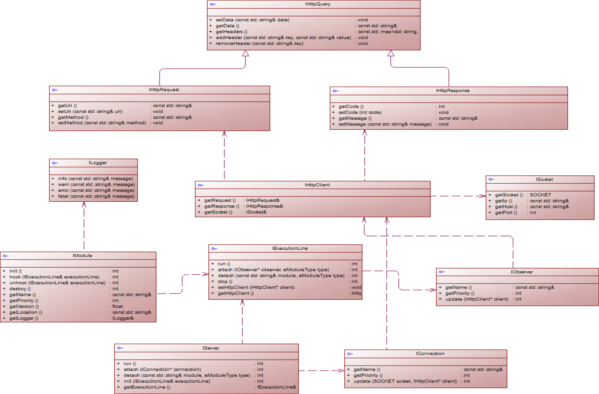 IHttpQuery
+ setData (const std::string& data) : void
+ getData () : const std::string&
+ getHeaders () : const std::map<std::string,
+ addHeader (const std::string& key, const std::string& value) : void
+ removeHeader (const std::string& key) : void
IHttpRequest
+ getUri () : const std::string&
+ setUri (const std::string& uri) : void
+ getMethod () : const std::string&
+ setMethod (const std::string& method) : void
IHttpResponse
+ getCode () : int
+ setCode (int code) : void
+ getMessage () : const std::string&
+ setMessage (const std::string& message) : void
ILogger
+ info (const std::string& message)
+ warn (const std::string& message)
+ error (const std::string& message)
+ fatal (const std::string& message)
IHttpClient
+ getRequest () : IHttpRequest&
+ getResponse () : IHttpResponse&
+ getSocket () : ISocket&
ISocket
+ getSocket () : SOCKET
+ getIp () : const std::string&
+ getHost () : const std::string&
+ getPort () : int
IModule
+ init () : int
+ hook (IExecutionLine& executionLine) : int
+ unhook (IExecutionLine& executionLine) : int
+ destroy () : int
+ getName () : const std::string&
+ getPriority () : int
+ getVersion () : float
+ getLocation () : const std::string&
+ getLogger () : ILogger&
IExecutionLine
+ run () : int
+ attach (IObserver* observer, eModuleType type) : int
+ detach (const std::string& module, eModuleType type) : int
+ stop () : int
+ setHttpClient (IHttpClient* client) : void
+ getHttpClient () : IHttp
IObserver
+ getName () : const std::string&
+ getPriority () : int
+ update (IHttpClient* client) : int
IServer
+ run () : int
+ attach (IConnection* connection) : int
+ detach (const std::string& module, eModuleType type) : int
+ init (IExecutionLine& executionLine) : int
+ getExecutionLine () : IExecutionLine&
IConnection
+ getName () : const std::string&
+ getPriority () : int
+ update (SOCKET socket, IHttpClient* client) : int